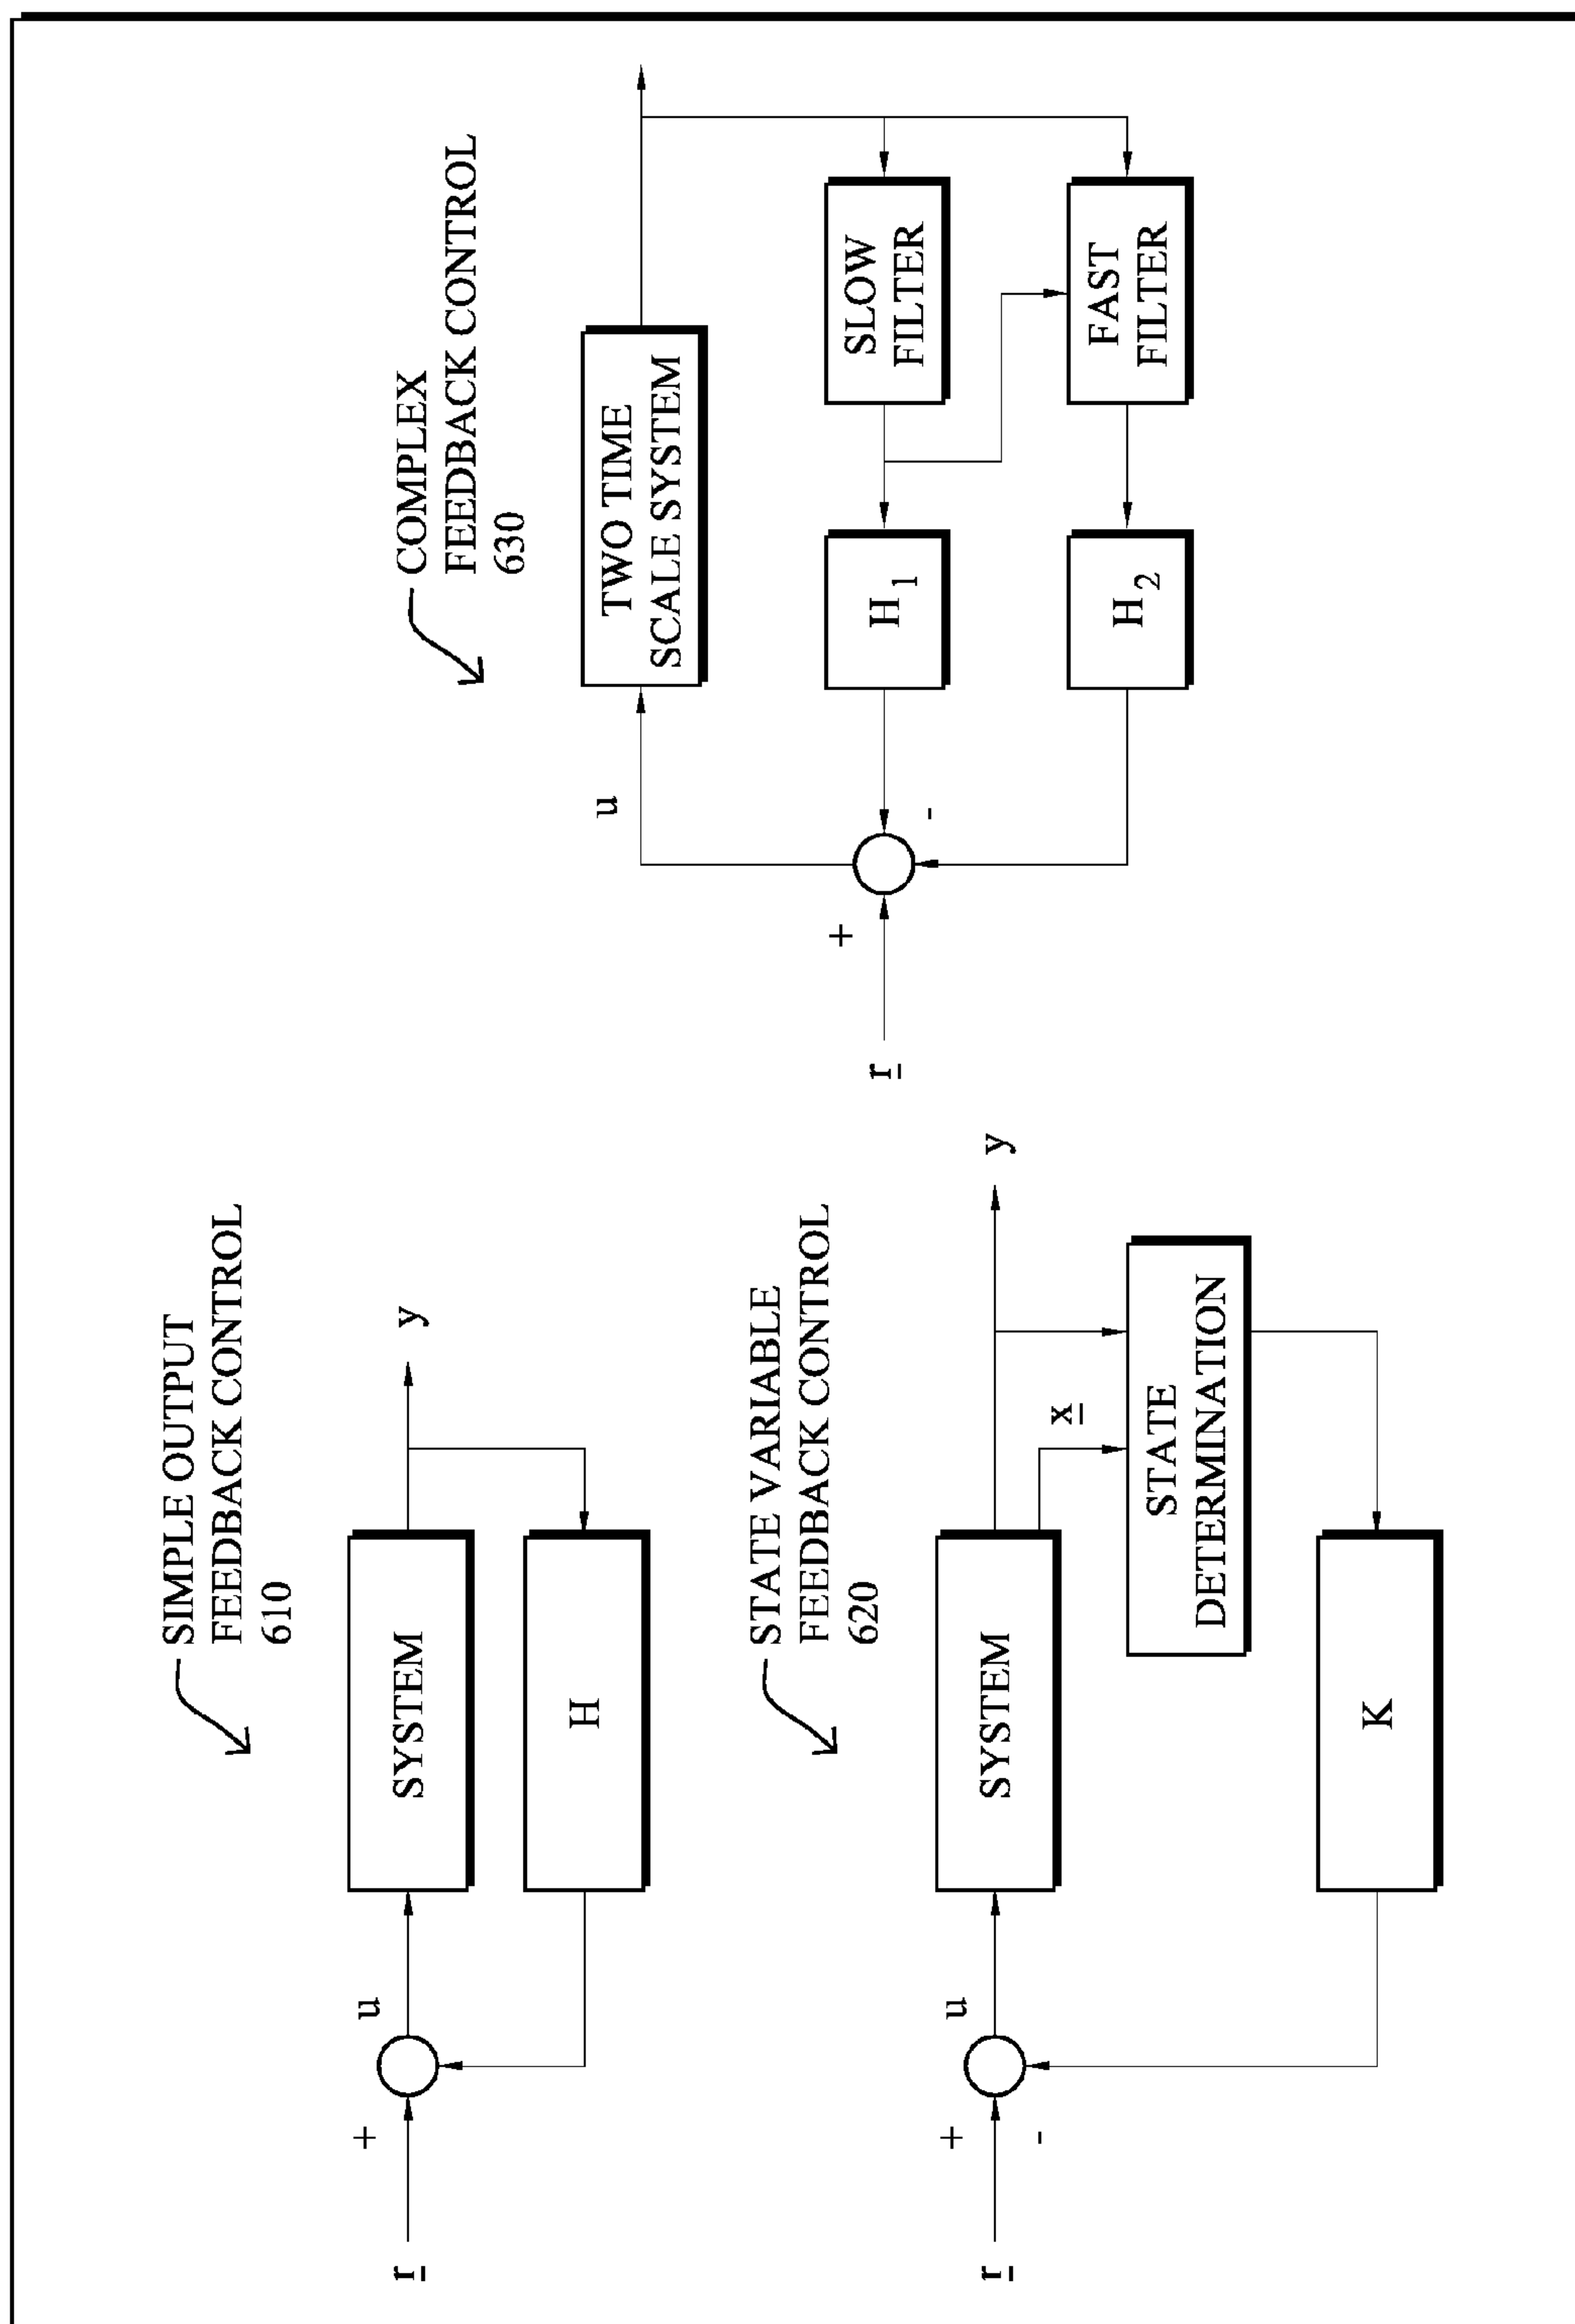 SIMPLE OUTPUT
FEEDBACK CONTROL
610
r
+
u
SYSTEM
y
H
STATE VARIABLE
FEEDBACK CONTROL
620
r
+
-
u
SYSTEM
y
x
STATE
DETERMINATION
K
COMPLEX
FEEDBACK CONTROL
630
u
TWO TIME
SCALE SYSTEM
r
+
-
H1
SLOW
FILTER
H2
FAST
FILTER